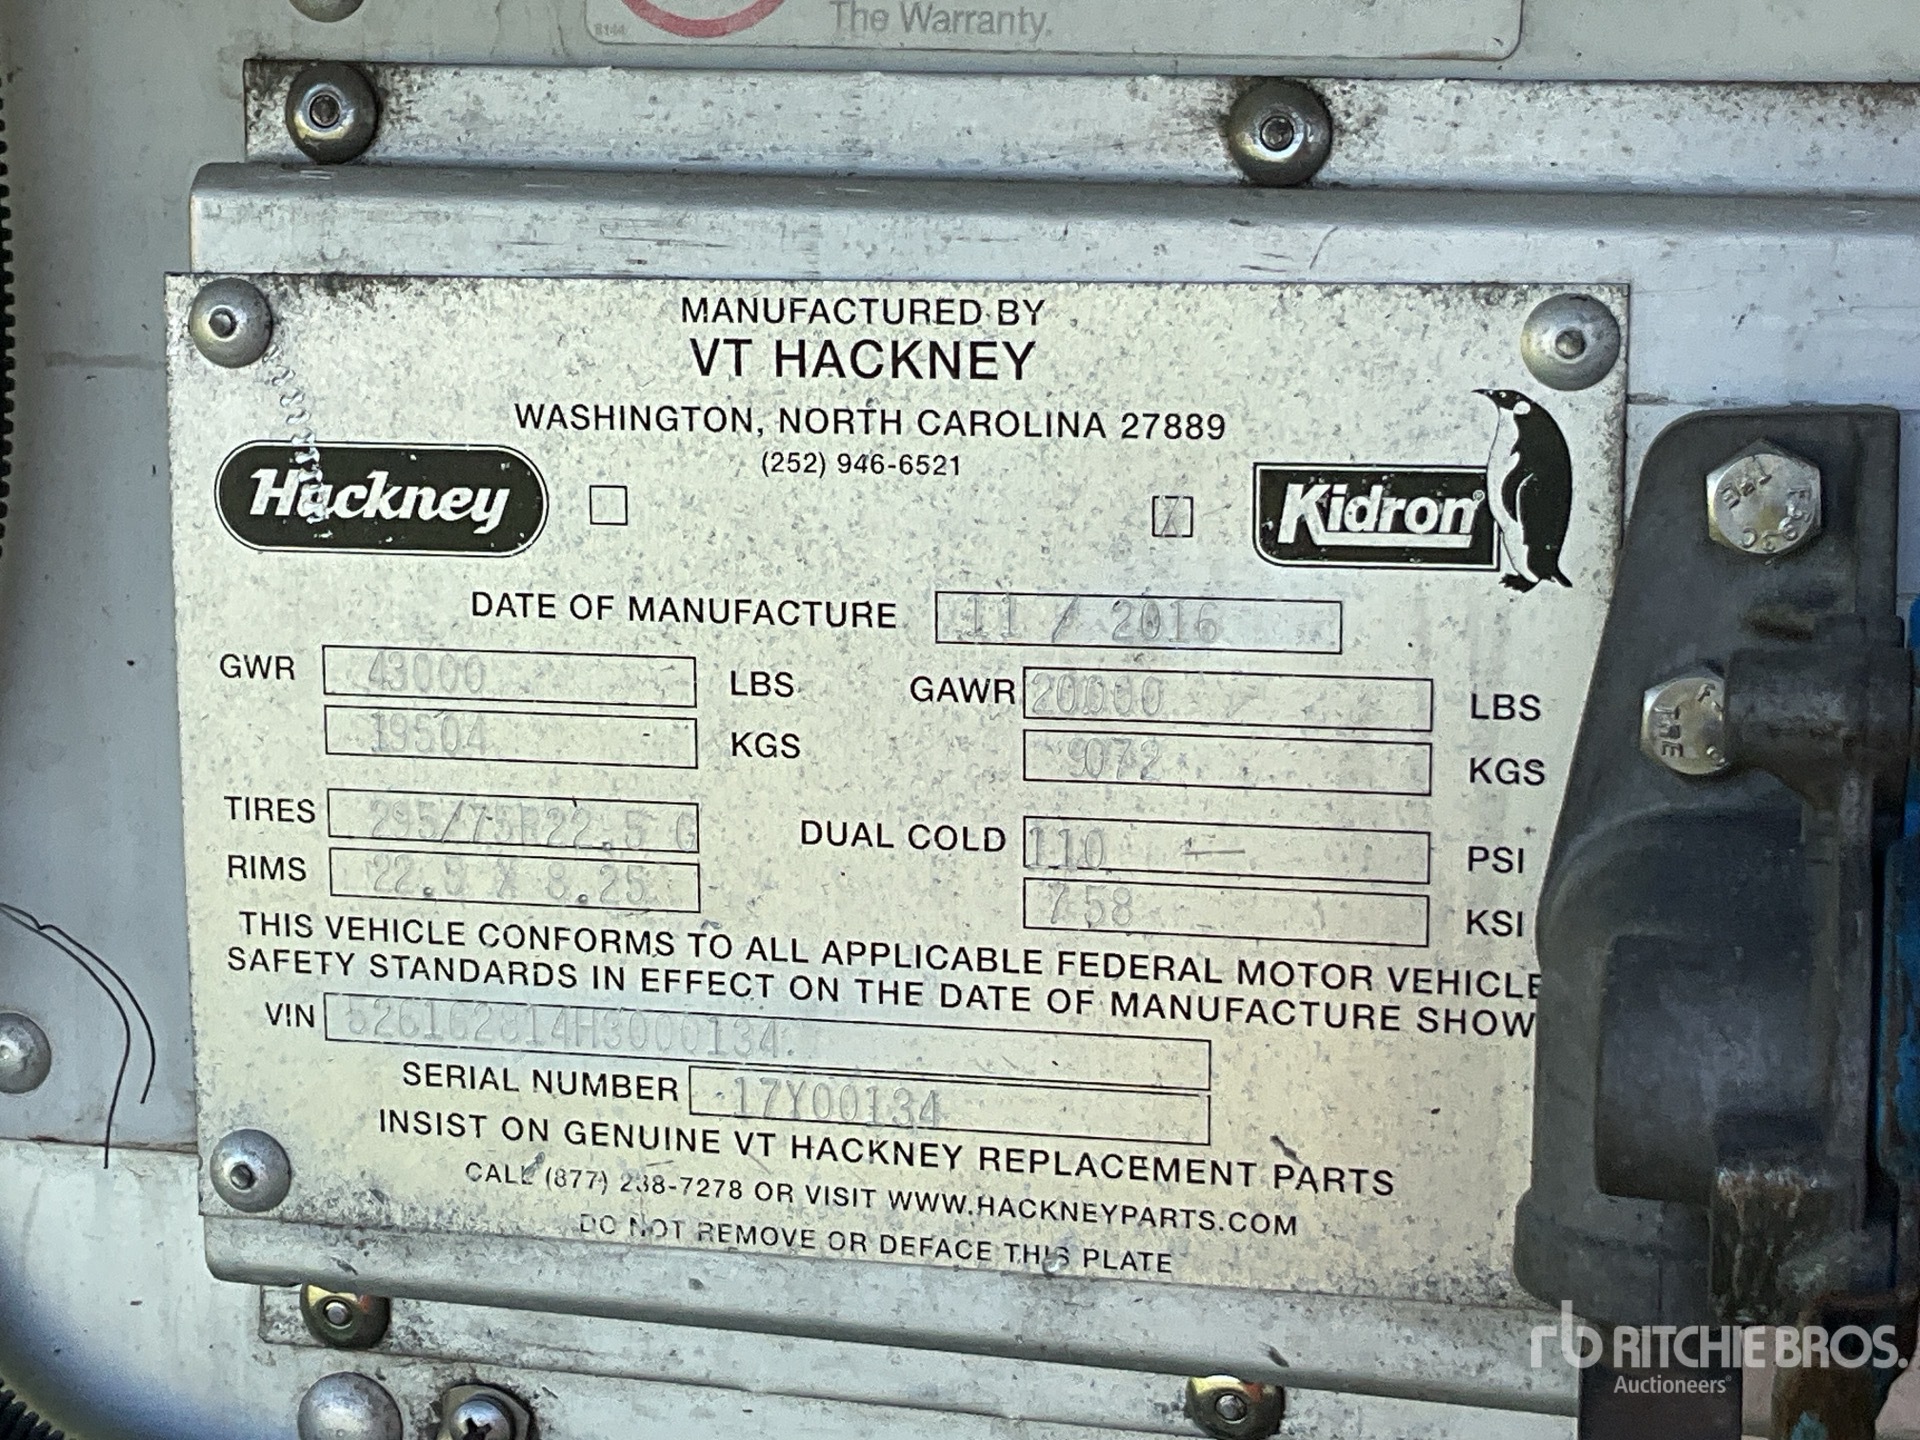 The Warranty.
MANUFACTURED BY
VT HACKNEY
WASHINGTON, NORTH CAROLINA 27889
(252) 946-6521
Hackney
Kidron
DATE OF MANUFACTURE 11 / 2016
GWR 43000 LBS GAWR 20000 LBS
19504 KGS 9072 KGS
TIRES 295/75R22.5 G DUAL COLD 110 PSI
RIMS 22.5 X 8.25 758 KSI
THIS VEHICLE CONFORMS TO ALL APPLICABLE FEDERAL MOTOR VEHICLE
SAFETY STANDARDS IN EFFECT ON THE DATE OF MANUFACTURE SHOW
VIN
SERIAL NUMBER 17Y00134
INSIST ON GENUINE VT HACKNEY REPLACEMENT PARTS
CALL (877) 238-7278 OR VISIT WWW.HACKNEYPARTS.COM
DO NOT REMOVE OR DEFACE THIS PLATE
rb RITCHIE BROS.
Auctioneers